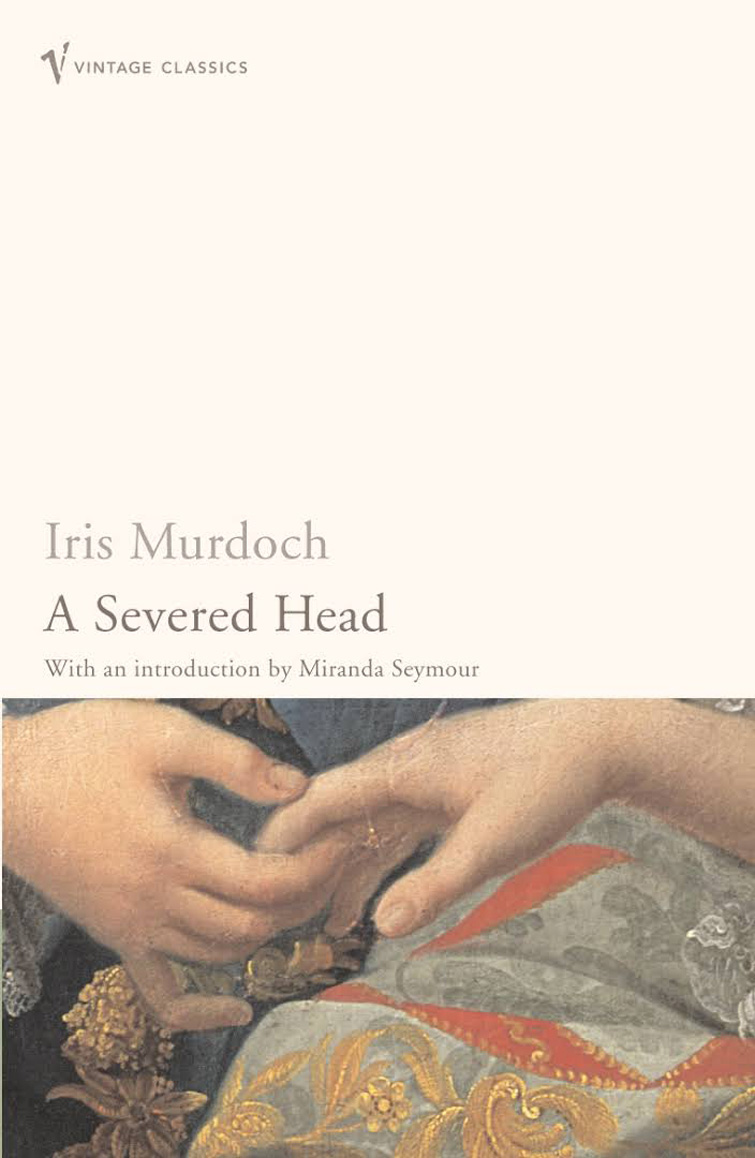 VINTAGE CLASSICS
Iris Murdoch
A Severed Head
With an introduction by Miranda Seymour